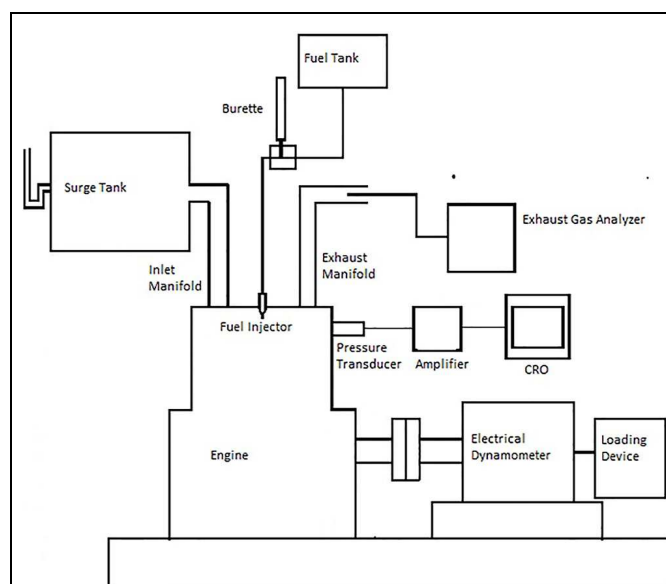 Fuel Tank
Burette
Surge Tank
Exhaust Gas Analyzer
Inlet
Manifold
Exhaust
Manifold
Fuel Injector
Pressure
Transducer
Amplifier
CRO
Engine
Electrical
Dynamometer
Loading
Device